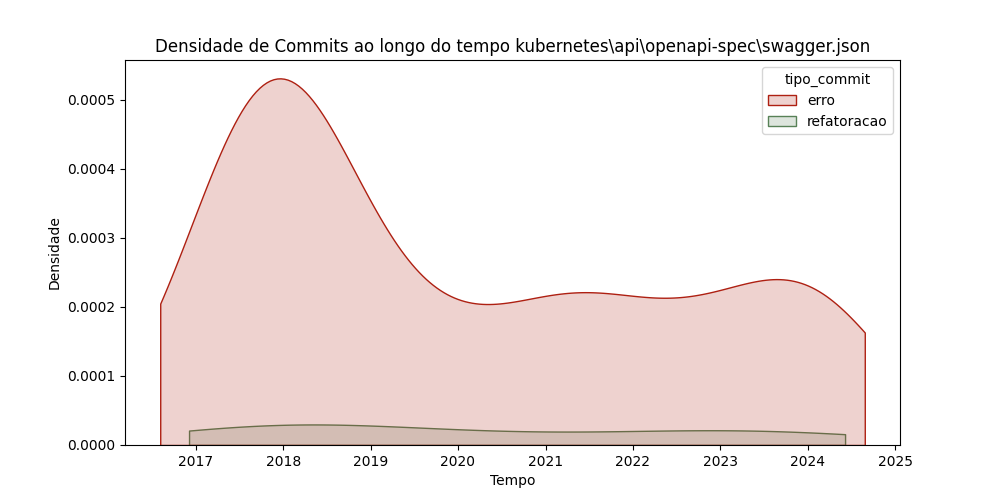 Densidade de Commits ao longo do tempo kubernetes\api\openapi-spec\swagger.json
tipo_commit
erro
refatoracao
Densidade
0.0005
0.0004
0.0003
0.0002
0.0001
0.0000
2017 2018 2019 2020 2021 2022 2023 2024 2025
Tempo